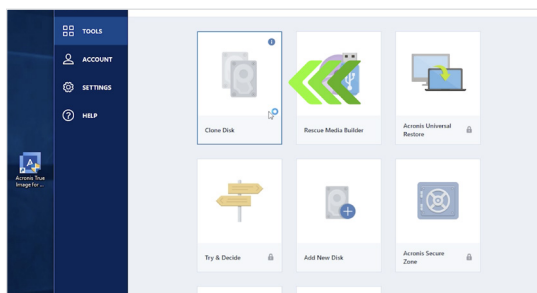 TOOLS
ACCOUNT
SETTINGS
HELP
Acronis True
Image for ...
Clone Disk
Rescue Media Builder
Acronis Universal
Restore
Try & Decide
Add New Disk
Acronis Secure
Zone